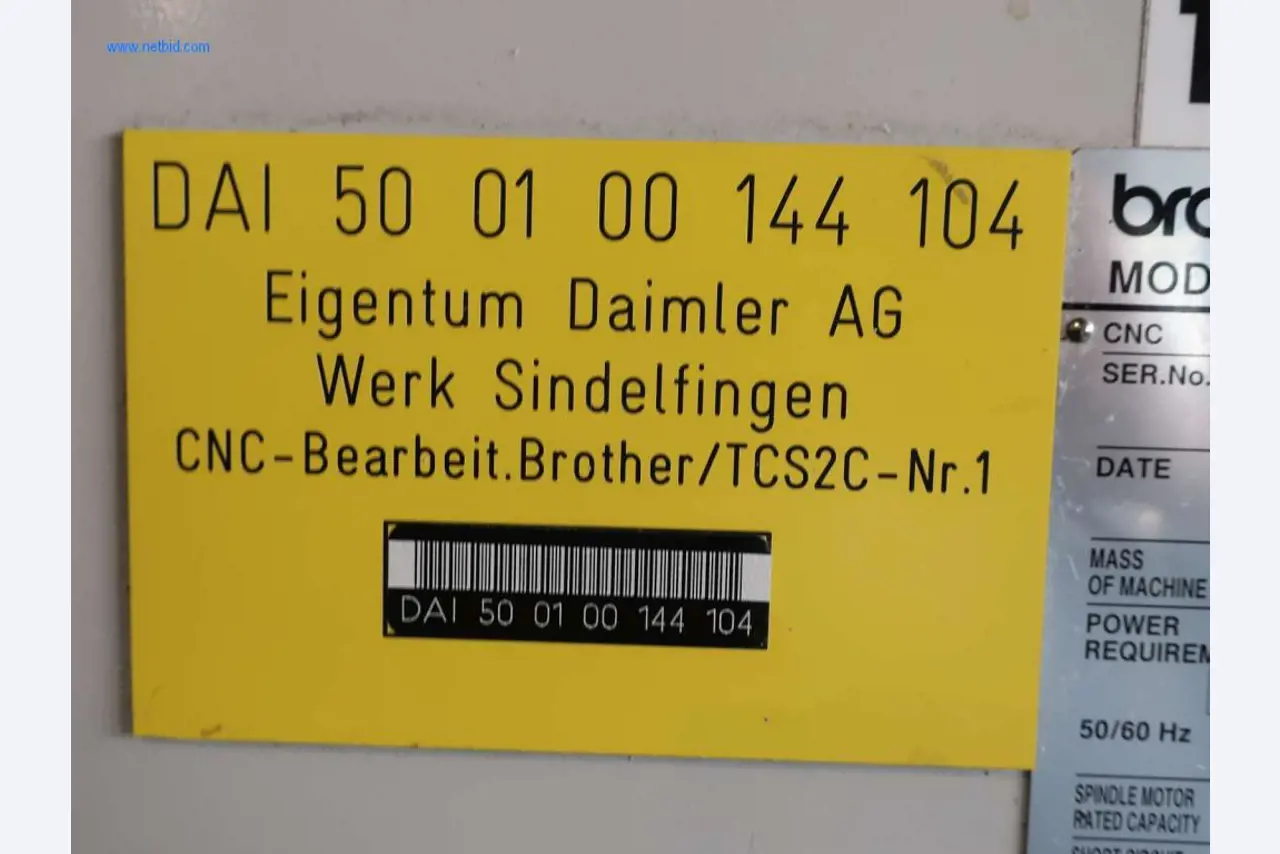 www.netbid.com
DAI 50 01 00 144 104
Eigentum Daimler AG
Werk Sindelfingen
CNC-Bearbeit.Brother/TCS2C-Nr.1
DAI 50 01 00 144 104
bro
MOD
CNC
SER.No.
DATE
MASS
OF MACHINE
POWER
REQUIREM
50/60 Hz
SPINDLE MOTOR
RATED CAPACITY